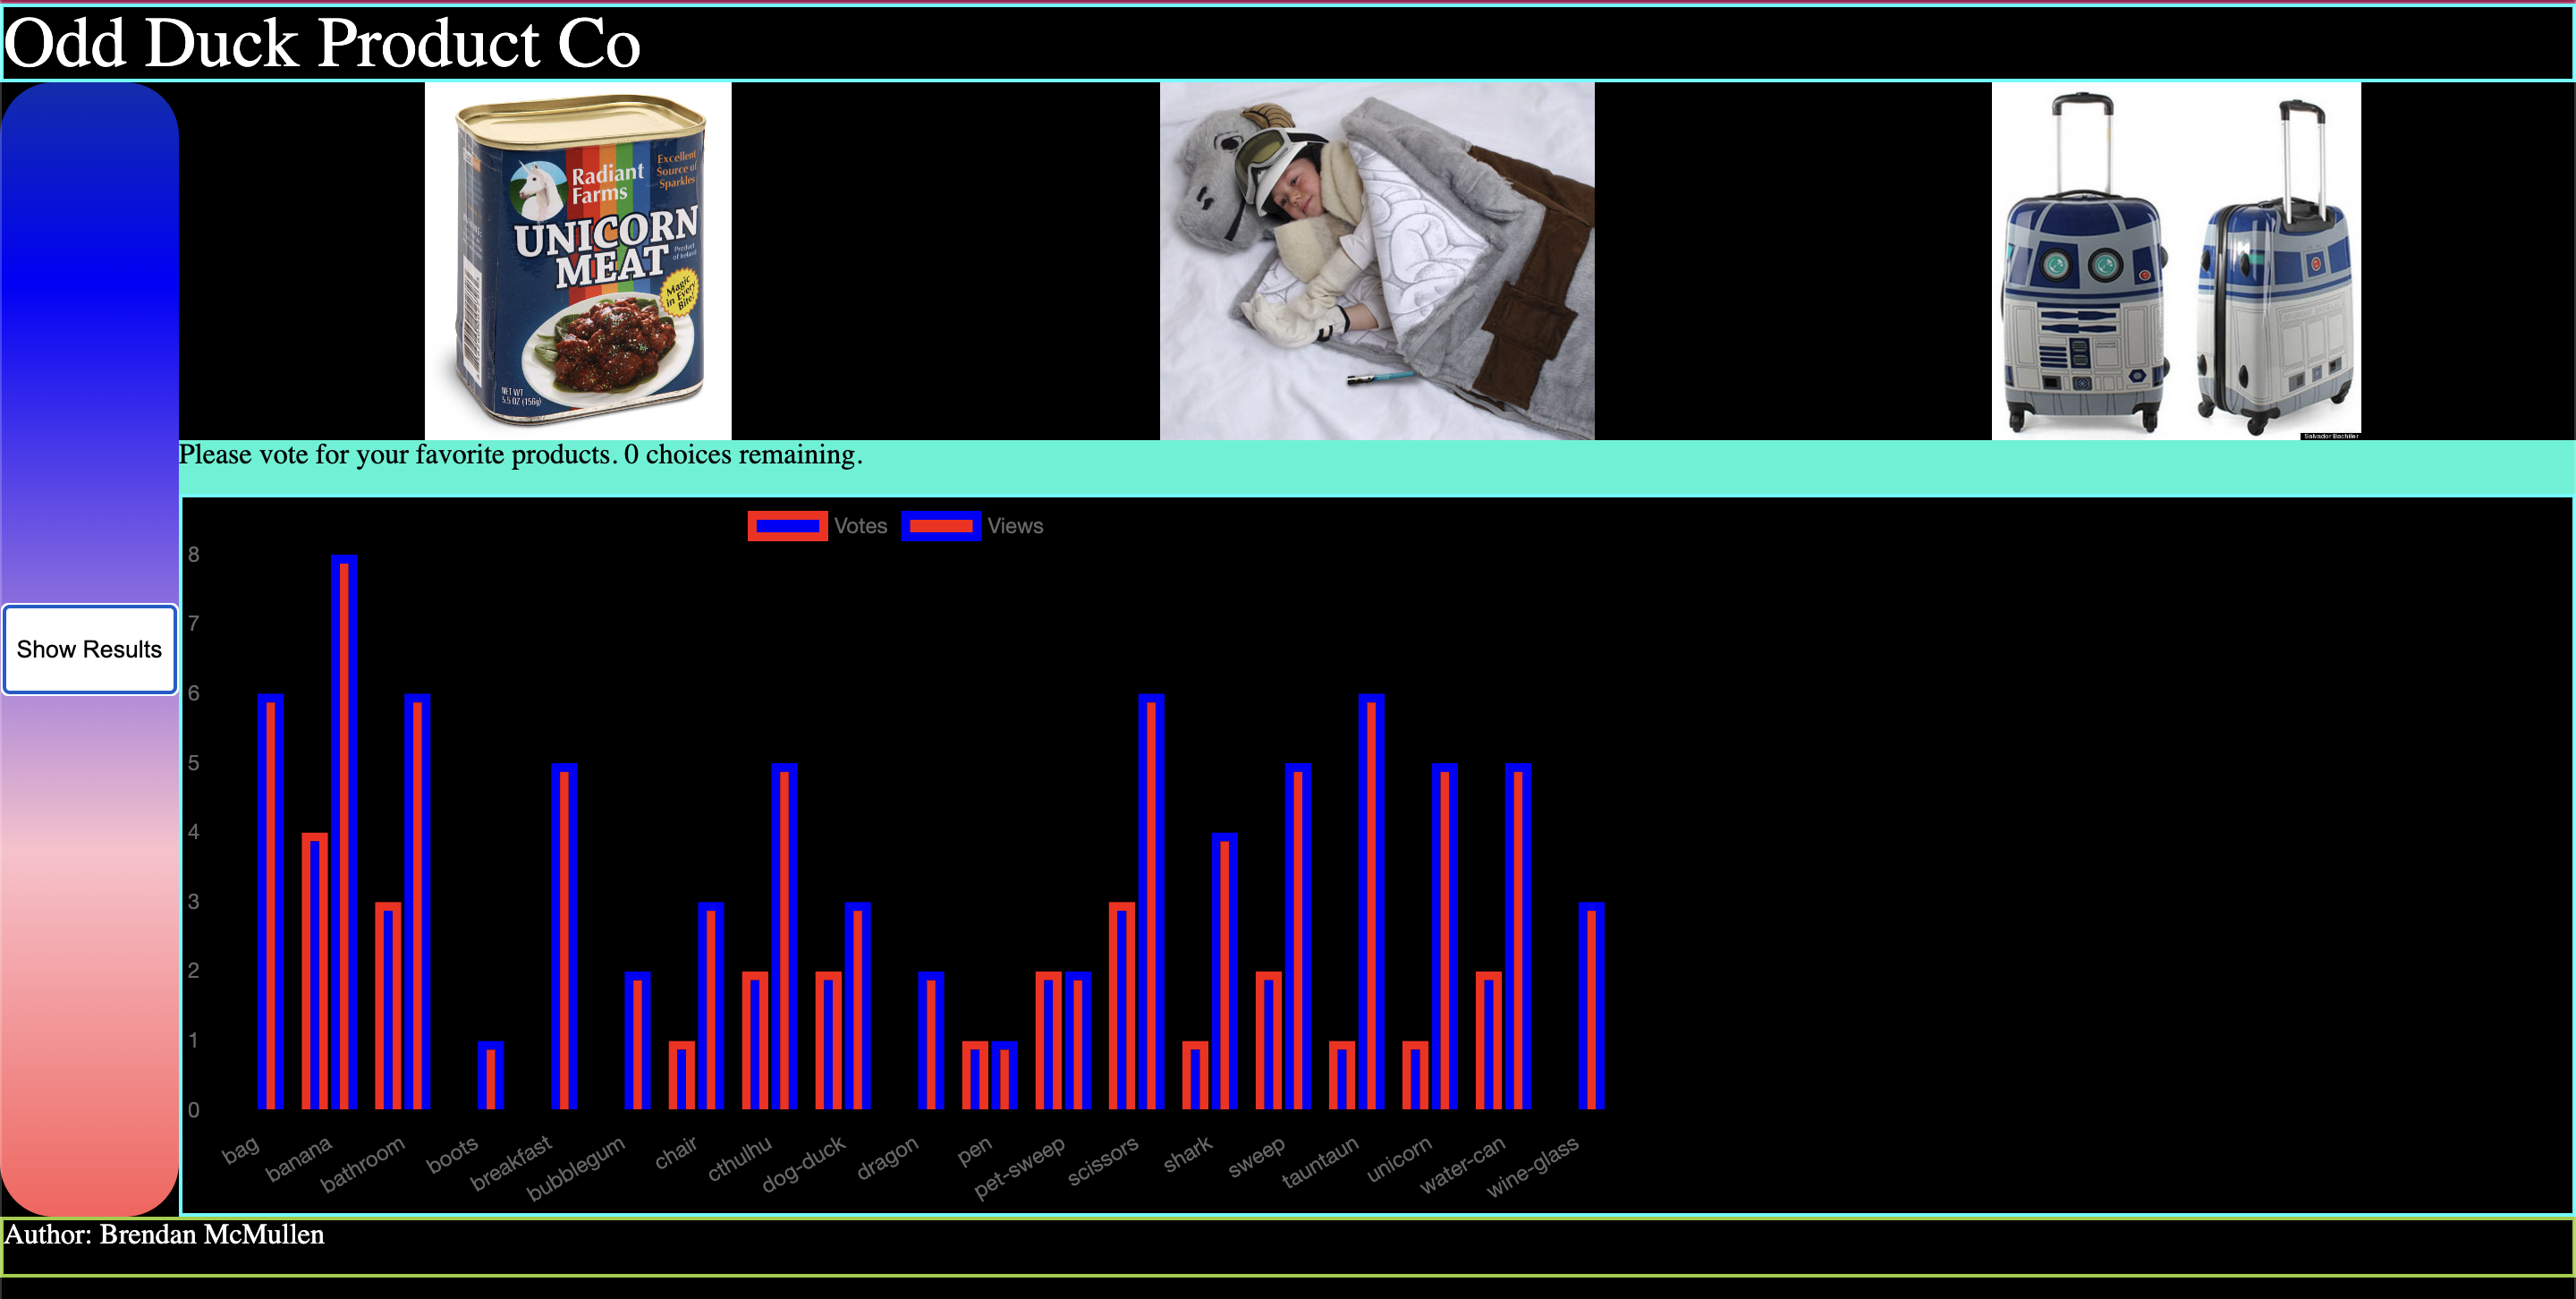 Odd Duck Product Co
Radiant
Farms
Excellent
Source of
Sparkles
UNICORN
MEAT
Product
of Ireland
Magic
in Every
Bite!
NET WT
5.5 OZ (156g)
Salvador Bachiller
Please vote for your favorite products. 0 choices remaining.
Votes Views
8
7
6
5
4
3
2
1
0
bag banana bathroom boots breakfast bubblegum chair cthulhu dog-duck dragon pen pet-sweep scissors shark sweep tauntaun unicorn water-can wine-glass
Show Results
Author: Brendan McMullen